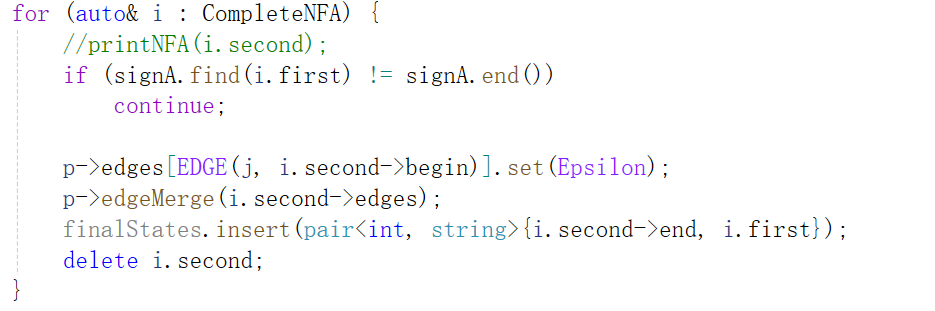 for (auto& i : CompleteNFA) {
    //printNFA(i.second);
    if (signA.find(i.first) != signA.end())
        continue;

    p->edges[EDGE(j, i.second->begin)].set(Epsilon);
    p->edgeMerge(i.second->edges);
    finalStates.insert(pair<int, string>{i.second->end, i.first});
    delete i.second;
}